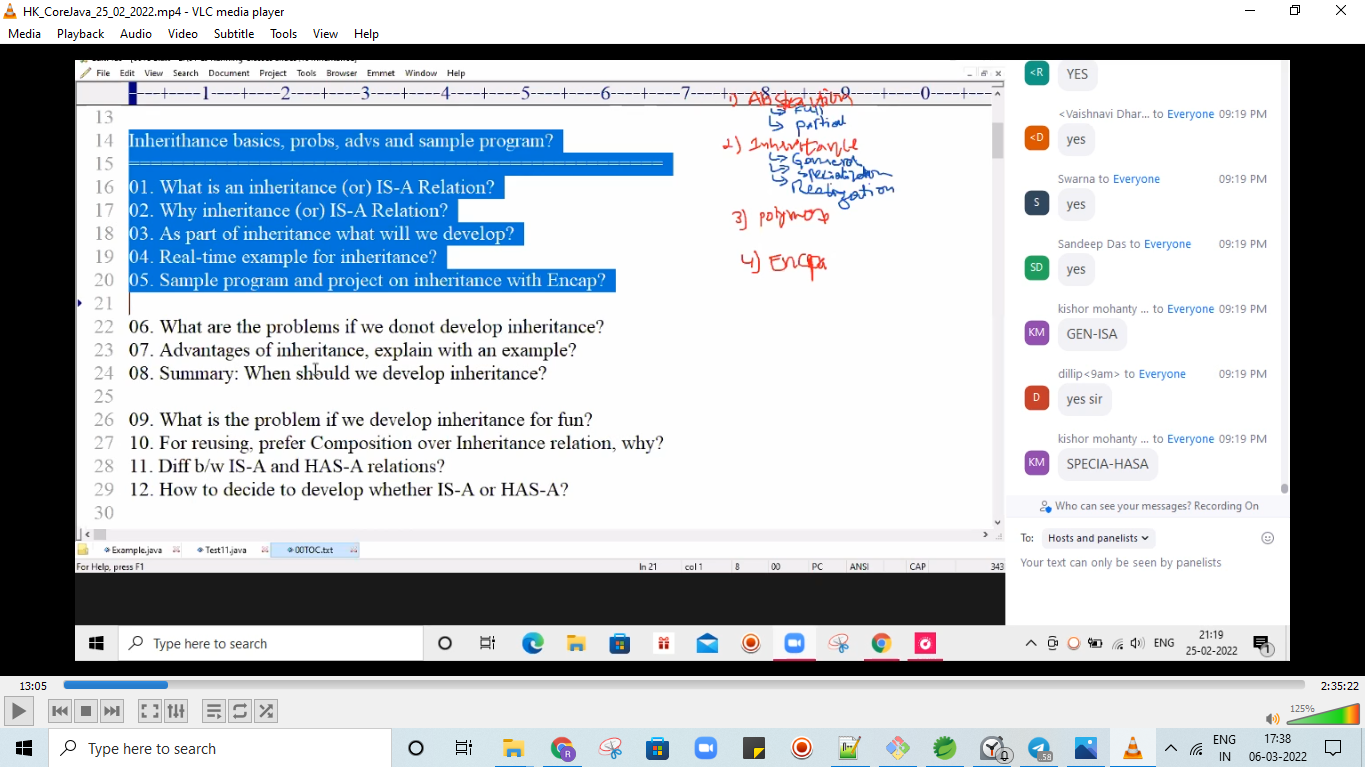 HK_CoreJava_25_02_2022.mp4 - VLC media player
Media Playback Audio Video Subtitle Tools View Help
File Edit View Search Document Project Tools Browser Emmet Window Help
----+----1----+----2----+----3----+----4----+----5----+----6----+----7----+----8----+----9----+----0----+---
13
14 Inherithance basics, probs, advs and sample program?
15 =====================================================
16 01. What is an inheritance (or) IS-A Relation?
17 02. Why inheritance (or) IS-A Relation?
18 03. As part of inheritance what will we develop?
19 04. Real-time example for inheritance?
20 05. Sample program and project on inheritance with Encap?
21
22 06. What are the problems if we donot develop inheritance?
23 07. Advantages of inheritance, explain with an example?
24 08. Summary: When should we develop inheritance?
25
26 09. What is the problem if we develop inheritance for fun?
27 10. For reusing, prefer Composition over Inheritance relation, why?
28 11. Diff b/w IS-A and HAS-A relations?
29 12. How to decide to develop whether IS-A or HAS-A?
30
1)
Full
partial
2)
3)
4) Encpa
Example.java Test11.java 00TOC.txt
For Help, press F1 ln 21 col 1 8 00 PC ANSI CAP 343
<R YES
<Vaishnavi Dhar... to Everyone 09:19 PM
<D yes
Swarna to Everyone 09:19 PM
S yes
Sandeep Das to Everyone 09:19 PM
SD yes
kishor mohanty ... to Everyone 09:19 PM
KM GEN-ISA
dillip<9am> to Everyone 09:19 PM
D yes sir
kishor mohanty ... to Everyone 09:19 PM
KM SPECIA-HASA
Who can see your messages? Recording On
To: Hosts and panelists
Your text can only be seen by panelists
Type here to search
ENG
21:19
25-02-2022
1
13:05 2:35:22
125%
Type here to search
.58
ENG
IN
17:38
06-03-2022